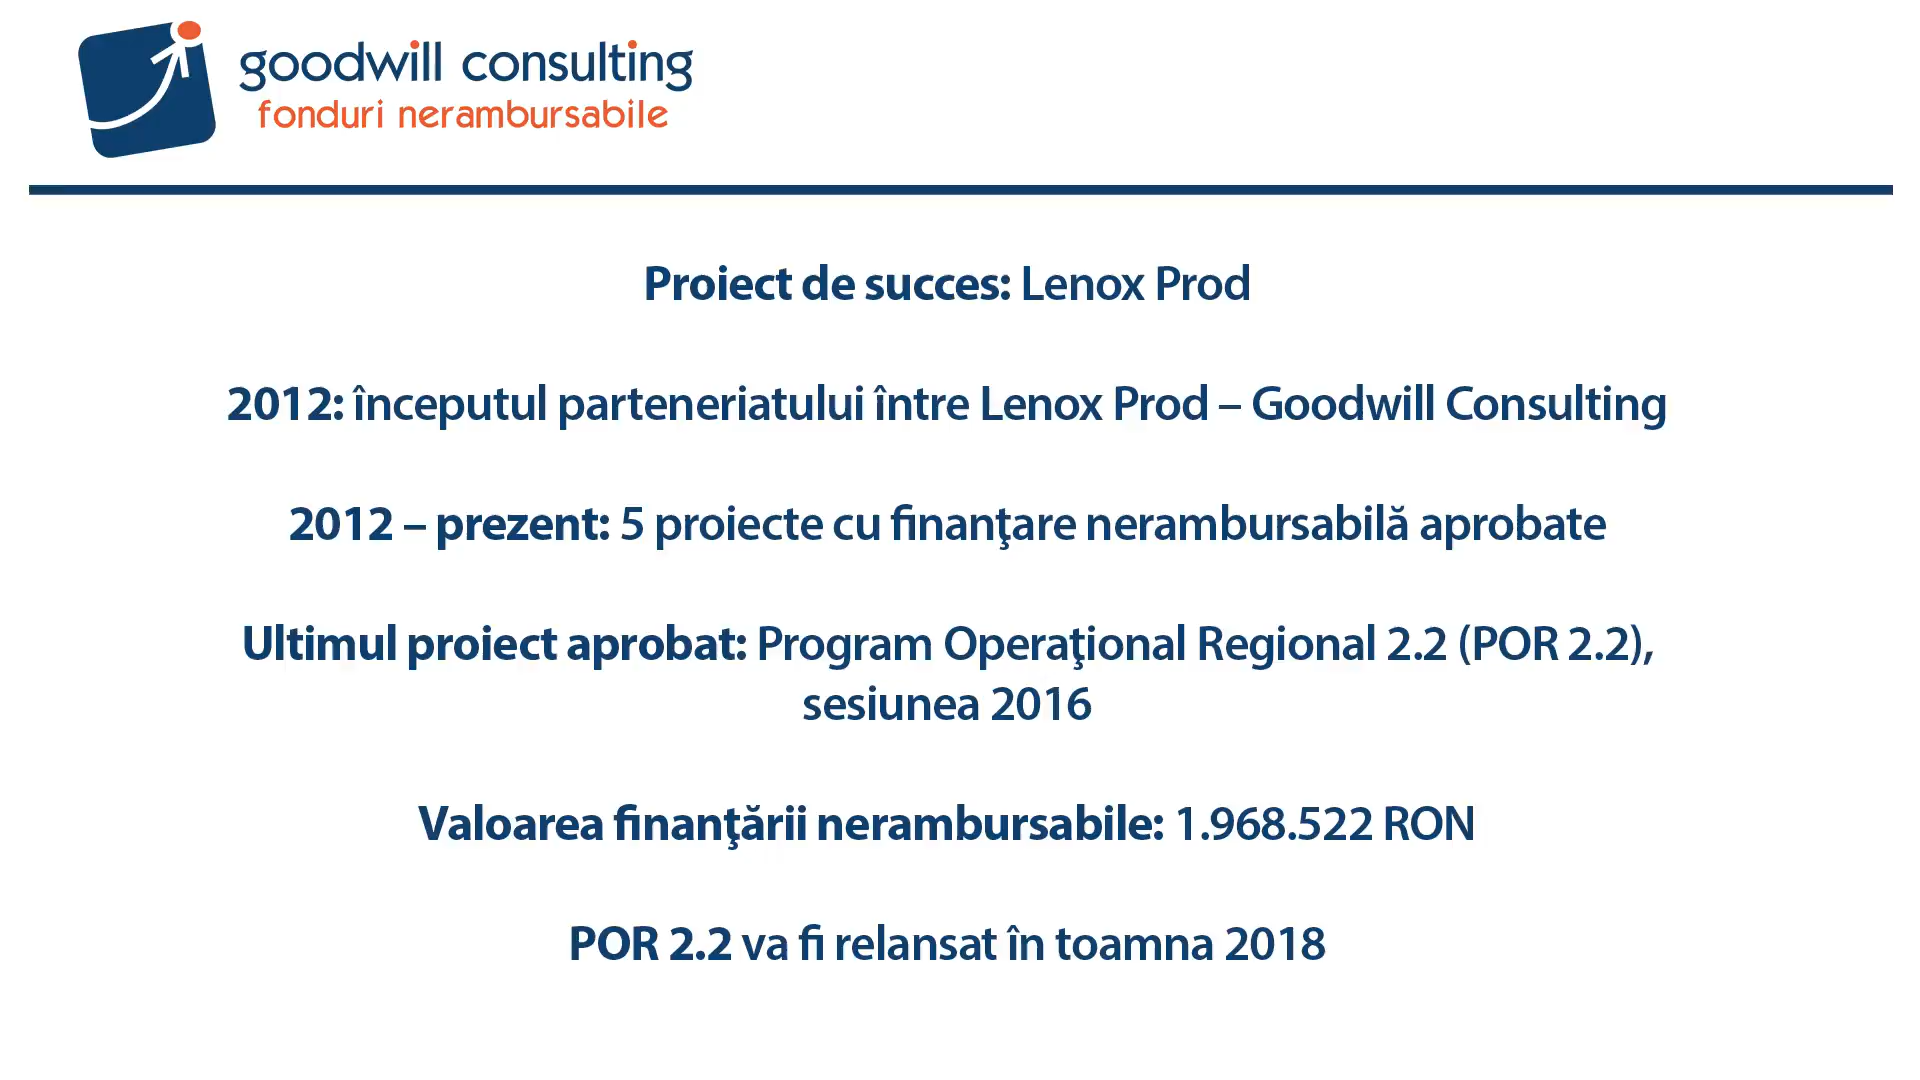 goodwill consulting
fonduri nerambursabile
Proiect de succes: Lenox Prod
2012: începutul parteneriatului între Lenox Prod – Goodwill Consulting
2012 – prezent: 5 proiecte cu finanţare nerambursabilă aprobate
Ultimul proiect aprobat: Program Operaţional Regional 2.2 (POR 2.2),
sesiunea 2016
Valoarea finanţării nerambursabile: 1.968.522 RON
POR 2.2 va fi relansat în toamna 2018